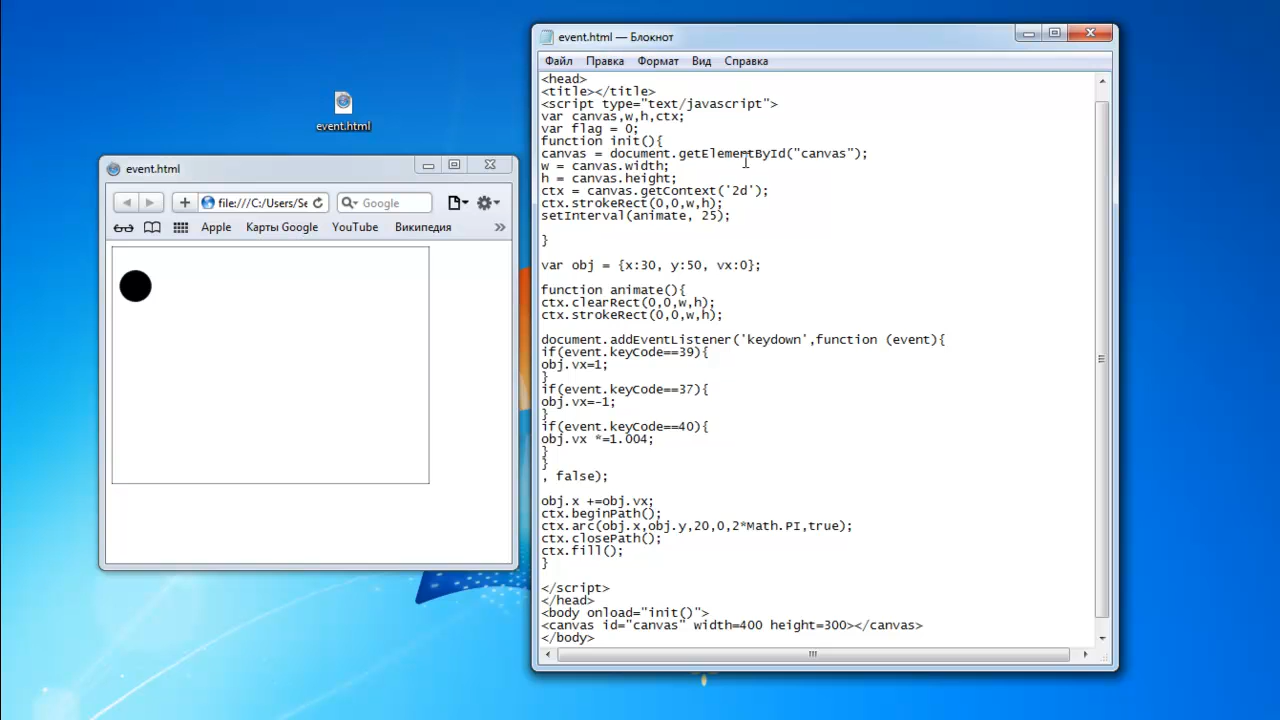 event.html
event.html
file:///C:/Users/Se
Google
Apple
Карты Google
YouTube
Википедия
»
event.html — Блокнот
Файл Правка Формат Вид Справка
<head>
<title></title>
<script type="text/javascript">
var canvas,w,h,ctx;
var flag = 0;
function init(){
canvas = document.getElementById("canvas");
w = canvas.width;
h = canvas.height;
ctx = canvas.getContext('2d');
ctx.strokeRect(0,0,w,h);
setInterval(animate, 25);
}
var obj = {x:30, y:50, vx:0};
function animate(){
ctx.clearRect(0,0,w,h);
ctx.strokeRect(0,0,w,h);
document.addEventListener('keydown',function (event){
if(event.keyCode==39){
obj.vx=1;
}
if(event.keyCode==37){
obj.vx=-1;
}
if(event.keyCode==40){
obj.vx *=1.004;
}
}
, false);
obj.x +=obj.vx;
ctx.beginPath();
ctx.arc(obj.x,obj.y,20,0,2*Math.PI,true);
ctx.closePath();
ctx.fill();
}
</script>
</head>
<body onload="init()">
<canvas id="canvas" width=400 height=300></canvas>
</body>